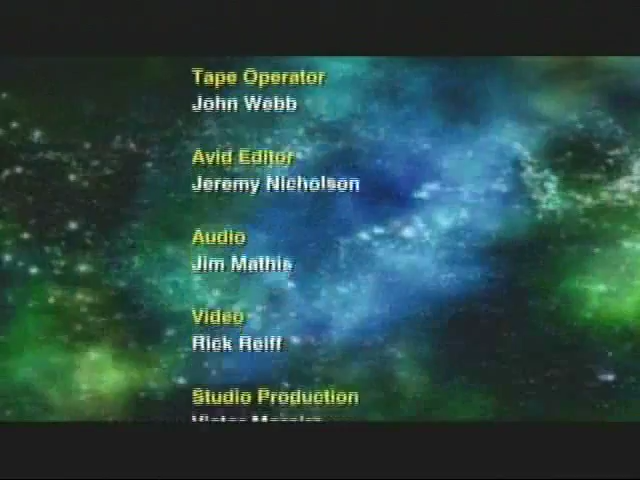 Tape Operator
John Webb
Avid Editor
Jeremy Nicholson
Audio
Jim Mathis
Video
Rick Reiff
Studio Production